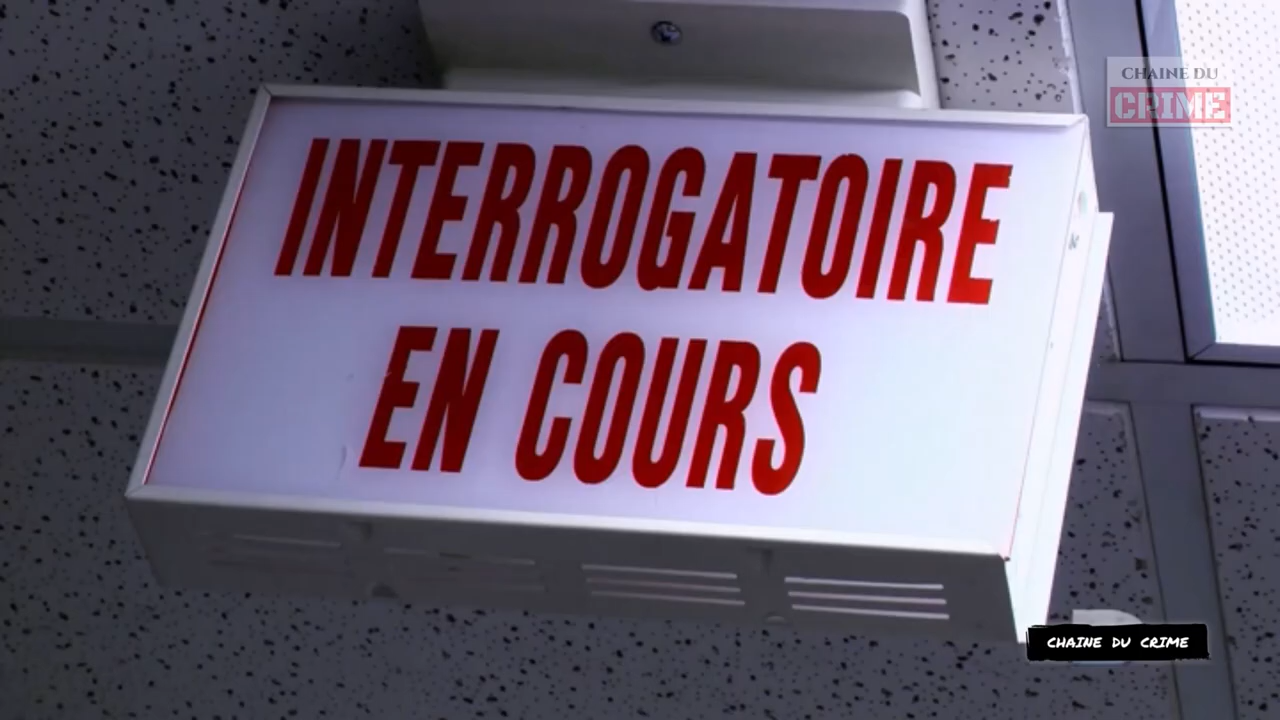 CHAINE DU
CRIME
INTERROGATOIRE
EN COURS
CHAINE DU CRIME